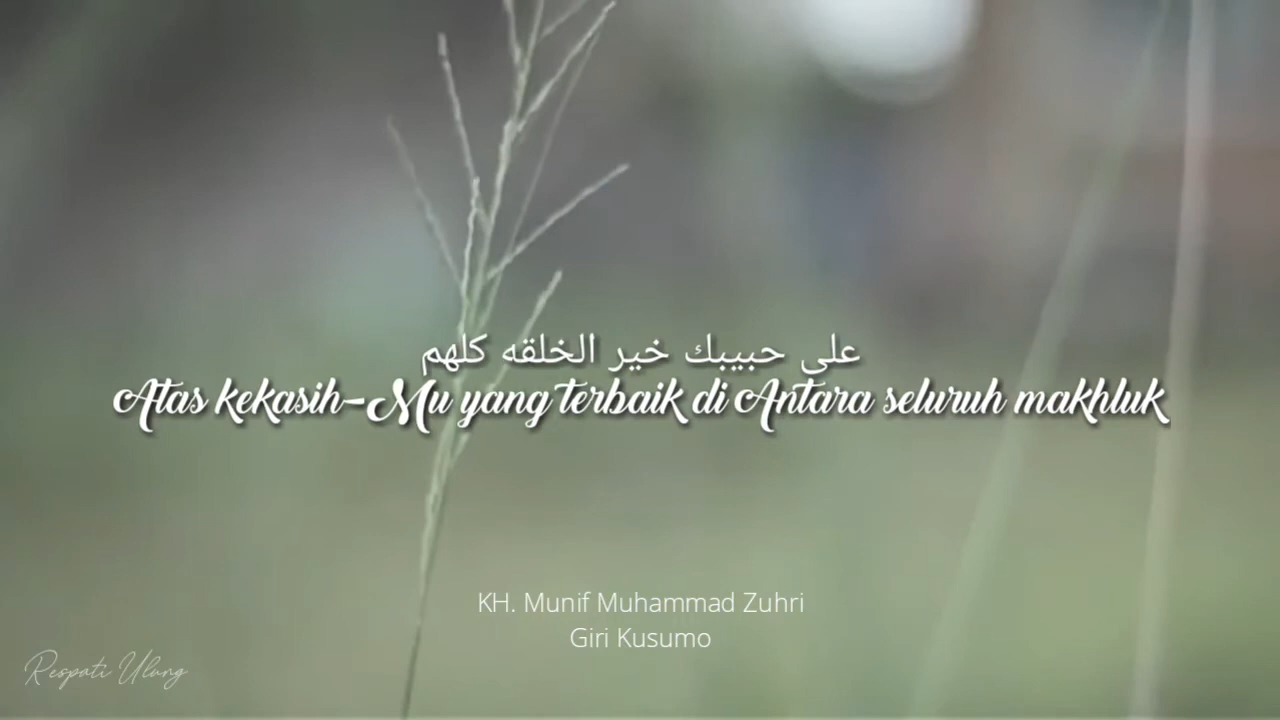 على حبيبك خير الخلقه كلهم
Atas kekasih-Mu yang terbaik di Antara seluruh makhluk
KH. Munif Muhammad Zuhri
Giri Kusumo
Respati Ulung